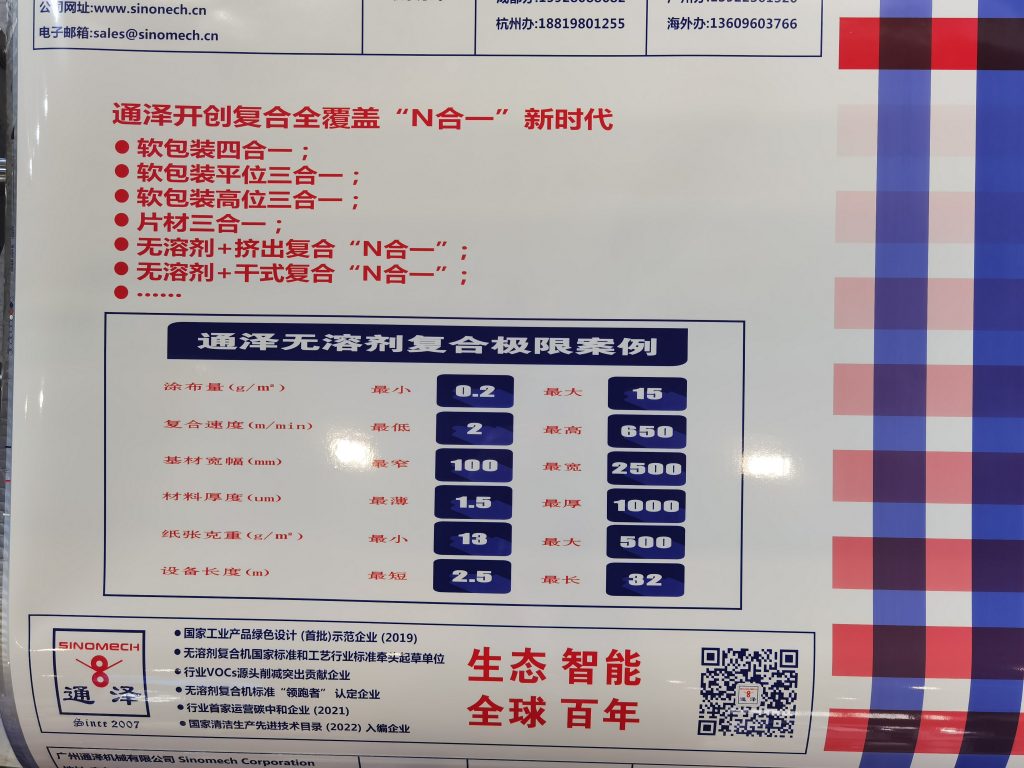 公司网址:www.sinonech.cn
电子邮箱:sales@sinomech.cn
杭州办:18819801255
海外办:13609603766
通泽开创复合全覆盖“N合一”新时代
● 软包装四合一；
● 软包装平位三合一；
● 软包装高位三合一；
● 片材三合一；
● 无溶剂+挤出复合“N合一”；
● 无溶剂+干式复合“N合一”；
● ······
通泽无溶剂复合极限案例
涂布量(g/m²) 最小 0.2 最大 15
复合速度(m/min) 最低 2 最高 650
基材宽幅(mm) 最窄 100 最宽 2500
材料厚度(um) 最薄 1.5 最厚 1000
纸张克重(g/m²) 最小 13 最大 500
设备长度(m) 最短 2.5 最长 32
SINOMECH
通泽
Since 2007
● 国家工业产品绿色设计 (首批)示范企业 (2019)
● 无溶剂复合机国家标准和工艺行业标准牵头起草单位
● 行业VOCs源头削减突出贡献企业
● 无溶剂复合机标准“领跑者” 认定企业
● 行业首家运营碳中和企业 (2021)
● 国家清洁生产先进技术目录 (2022) 入编企业
生态 智能
全球 百年
通泽
广州通泽机械有限公司 Sinomech Corporation